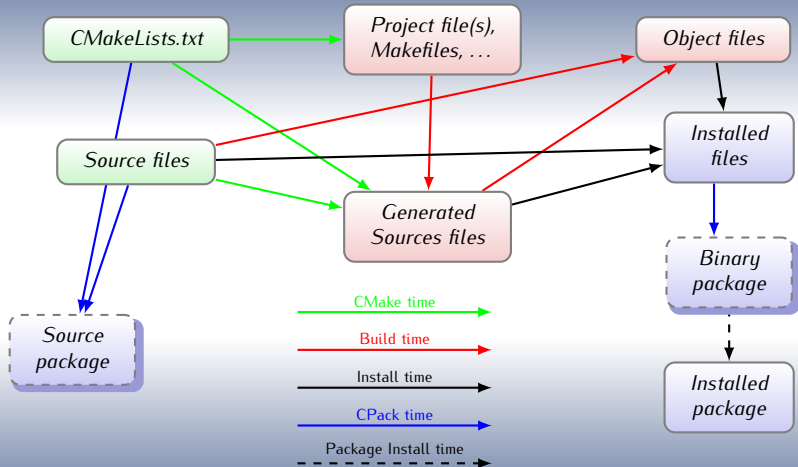 CMakeLists.txt
Project file(s),
Makefiles, ...
Object files
Source files
Installed
files
Generated
Sources files
Binary
package
Source
package
Installed
package
CMake time
Build time
Install time
CPack time
Package Install time